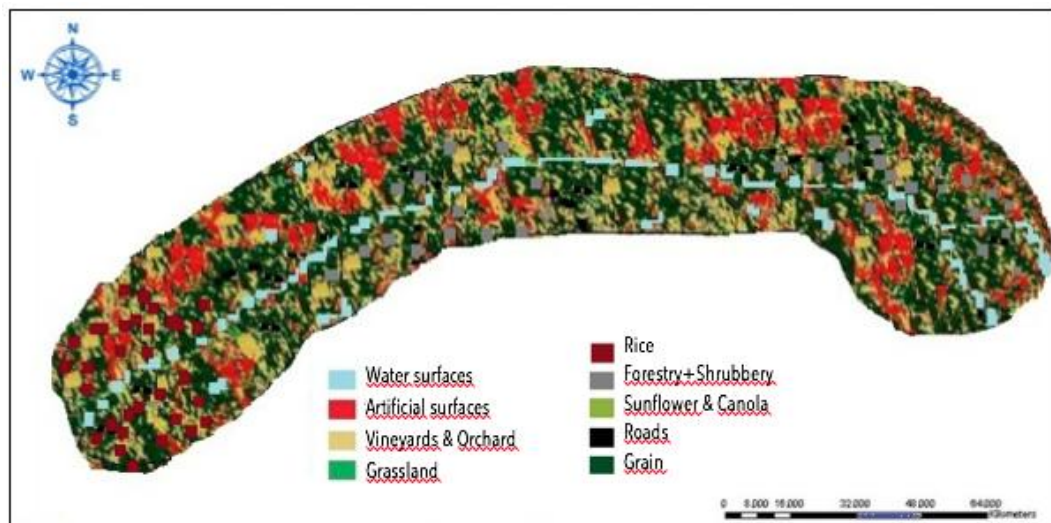 N
W E
S
Water surfaces
Artificial surfaces
Vineyards & Orchard
Grassland
Rice
Forestry+Shrubbery
Sunflower & Canola
Roads
Grain
0 8.000 16.000 32.000 48.000 64.000
Kilometers